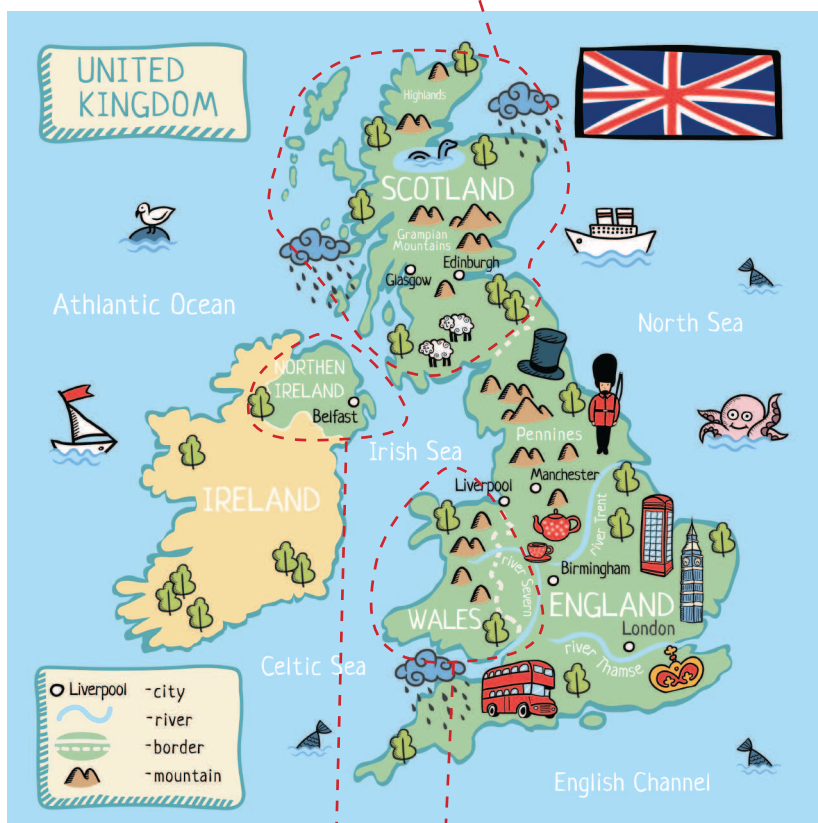 UNITED
KINGDOM
Highlands
SCOTLAND
Grampian
Mountains
Edinburgh
Glasgow
Athlantic Ocean
North Sea
NORTHEN
IRELAND
Belfast
Irish Sea
Pennines
IRELAND
Liverpool
Manchester
river Trent
Birmingham
river Severn
WALES
ENGLAND
London
river Thamse
Celtic Sea
English Channel
Liverpool -city
-river
-border
-mountain